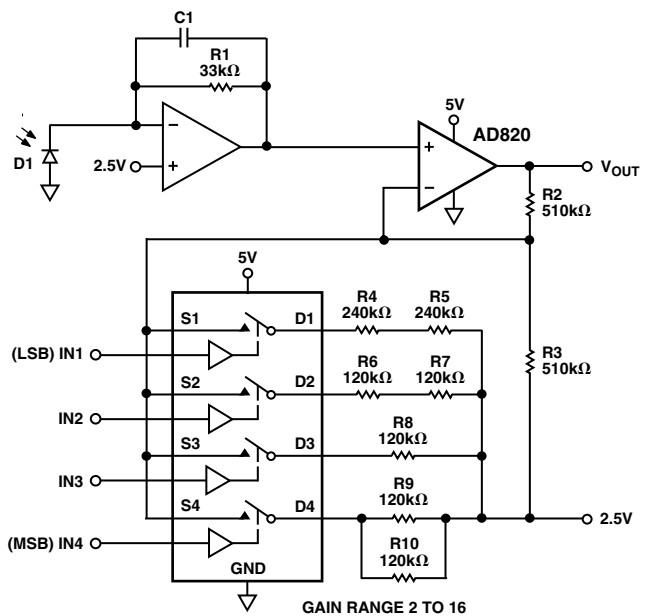 C1
R1
33kΩ
5V
AD820
D1
2.5V
−
+
+
−
V_OUT
R2
510kΩ
5V
S1
D1
R4
240kΩ
R5
240kΩ
(LSB) IN1
R3
510kΩ
S2
D2
R6
120kΩ
R7
120kΩ
IN2
S3
D3
R8
120kΩ
IN3
S4
D4
R9
120kΩ
2.5V
(MSB) IN4
R10
120kΩ
GND
GAIN RANGE 2 TO 16